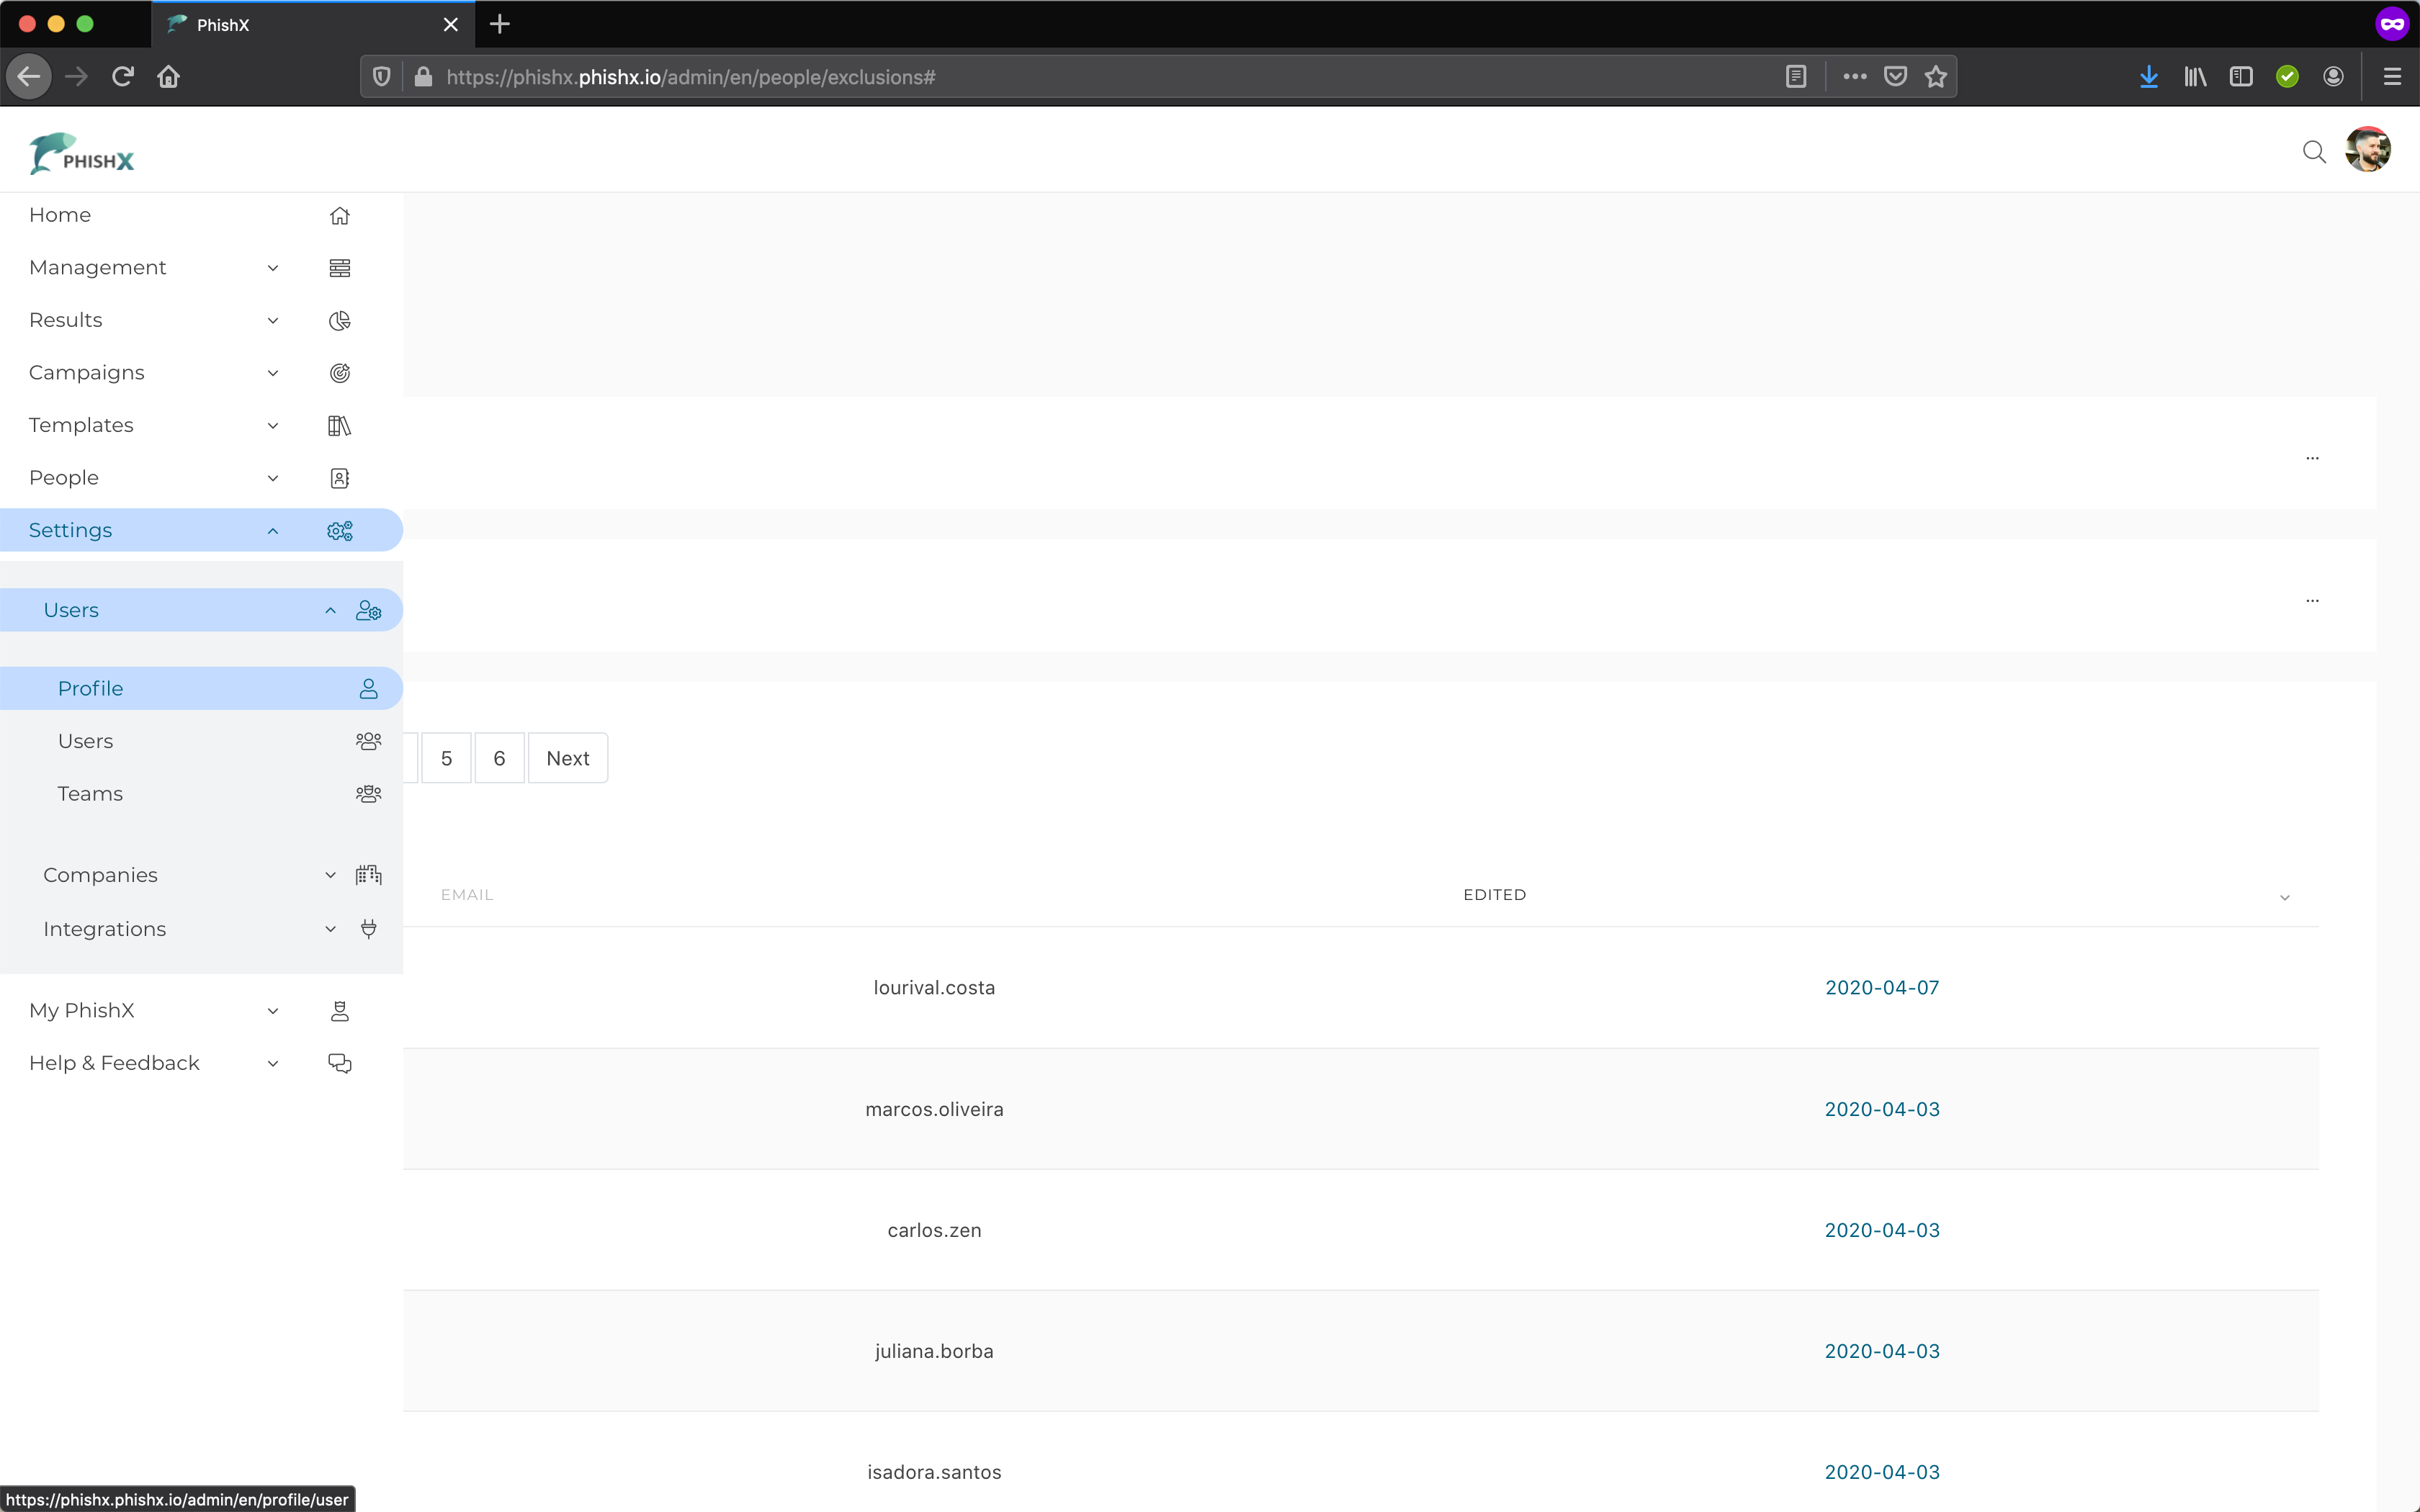 PhishX
https://phishx.phishx.io/admin/en/people/exclusions#
PHISHX
Home
Management
Results
Campaigns
Templates
People
Settings
Users
Profile
Users
Teams
Companies
Integrations
My PhishX
Help & Feedback
...
...
5 6 Next
EMAIL EDITED
lourival.costa 2020-04-07
marcos.oliveira 2020-04-03
carlos.zen 2020-04-03
juliana.borba 2020-04-03
isadora.santos 2020-04-03
https://phishx.phishx.io/admin/en/profile/user